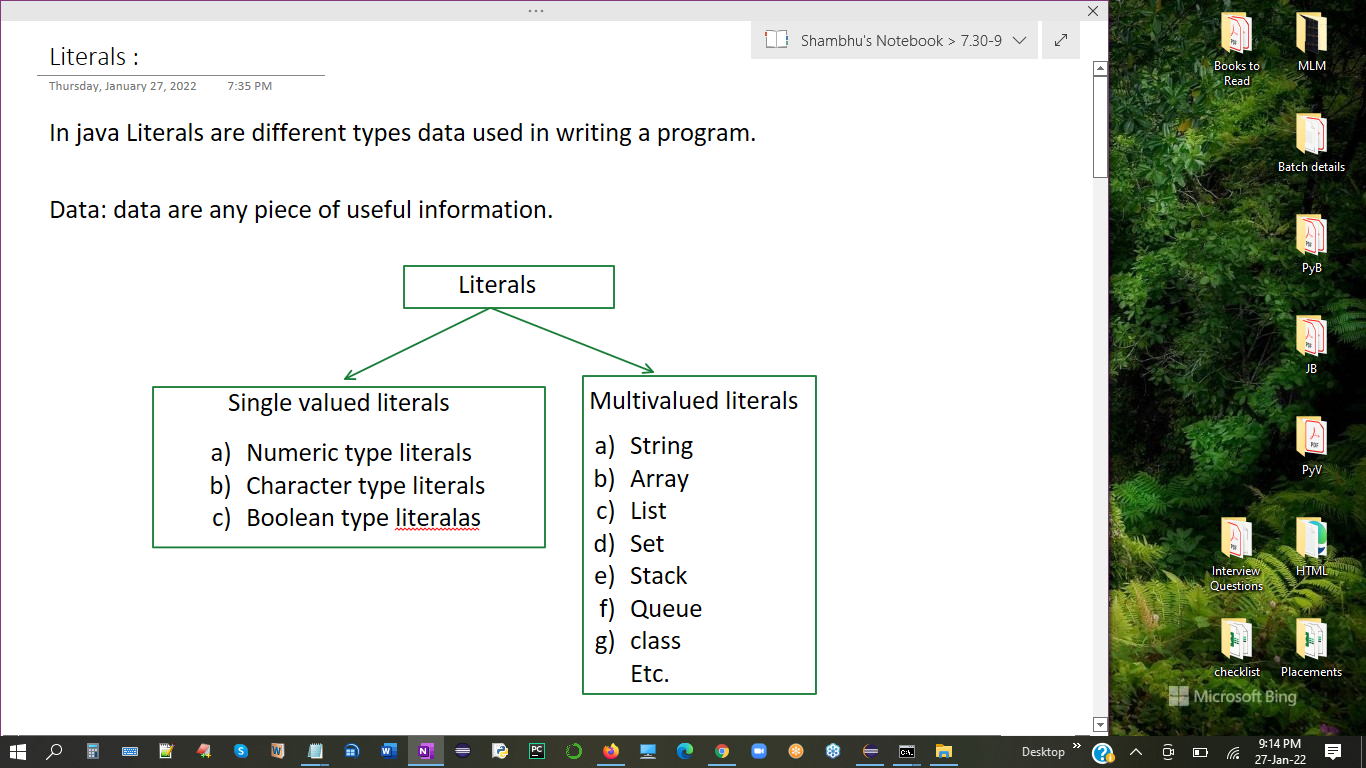 Shambhu's Notebook > 7.30-9
Literals :
Thursday, January 27, 2022 7:35 PM
In java Literals are different types data used in writing a program.
Data: data are any piece of useful information.
Literals
Single valued literals
a) Numeric type literals
b) Character type literals
c) Boolean type literalas
Multivalued literals
a) String
b) Array
c) List
d) Set
e) Stack
f) Queue
g) class
Etc.
Books to
Read
MLM
Batch details
PyB
JB
PyV
Interview
Questions
HTML
checklist
Placements
Microsoft Bing
Desktop
9:14 PM
27-Jan-22